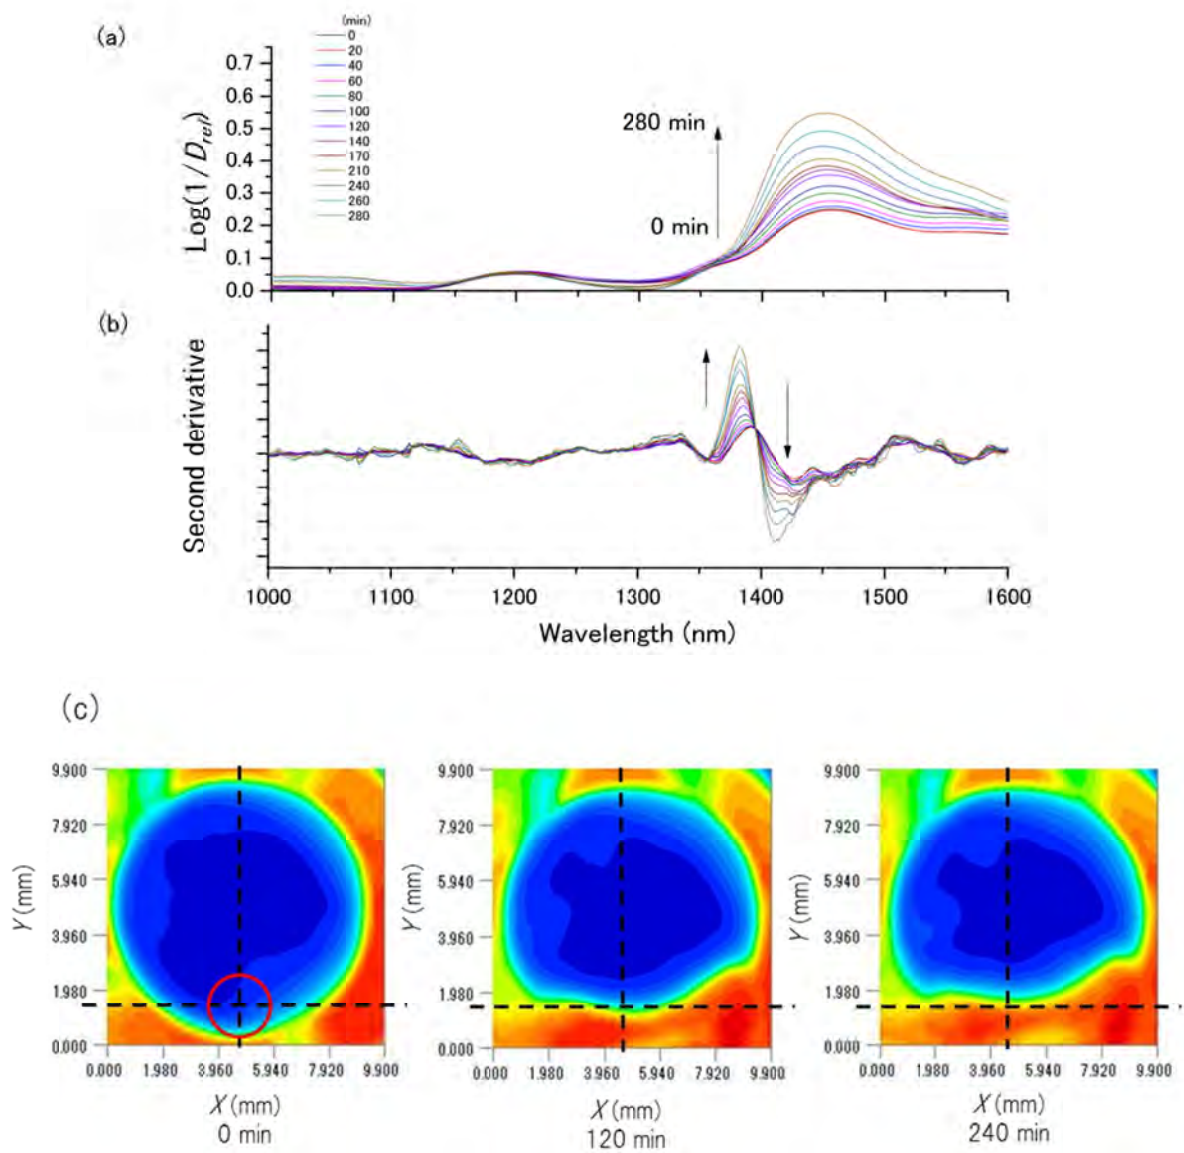 (a)
(min)
0
20
40
60
80
100
120
140
170
210
240
260
280
Log(1/D_ref)
0.7
0.6
0.5
0.4
0.3
0.2
0.1
0.0
280 min
0 min
(b)
Second derivative
1000 1100 1200 1300 1400 1500 1600
Wavelength (nm)
(c)
Y (mm)
9.900
7.920
5.940
3.960
1.980
0.000
0.000 1.980 3.960 5.940 7.920 9.900
X (mm)
0 min
Y (mm)
9.900
7.920
5.940
3.960
1.980
0.000
0.000 1.980 3.960 5.940 7.920 9.900
X (mm)
120 min
Y (mm)
9.900
7.920
5.940
3.960
1.980
0.000
0.000 1.980 3.960 5.940 7.920 9.900
X (mm)
240 min